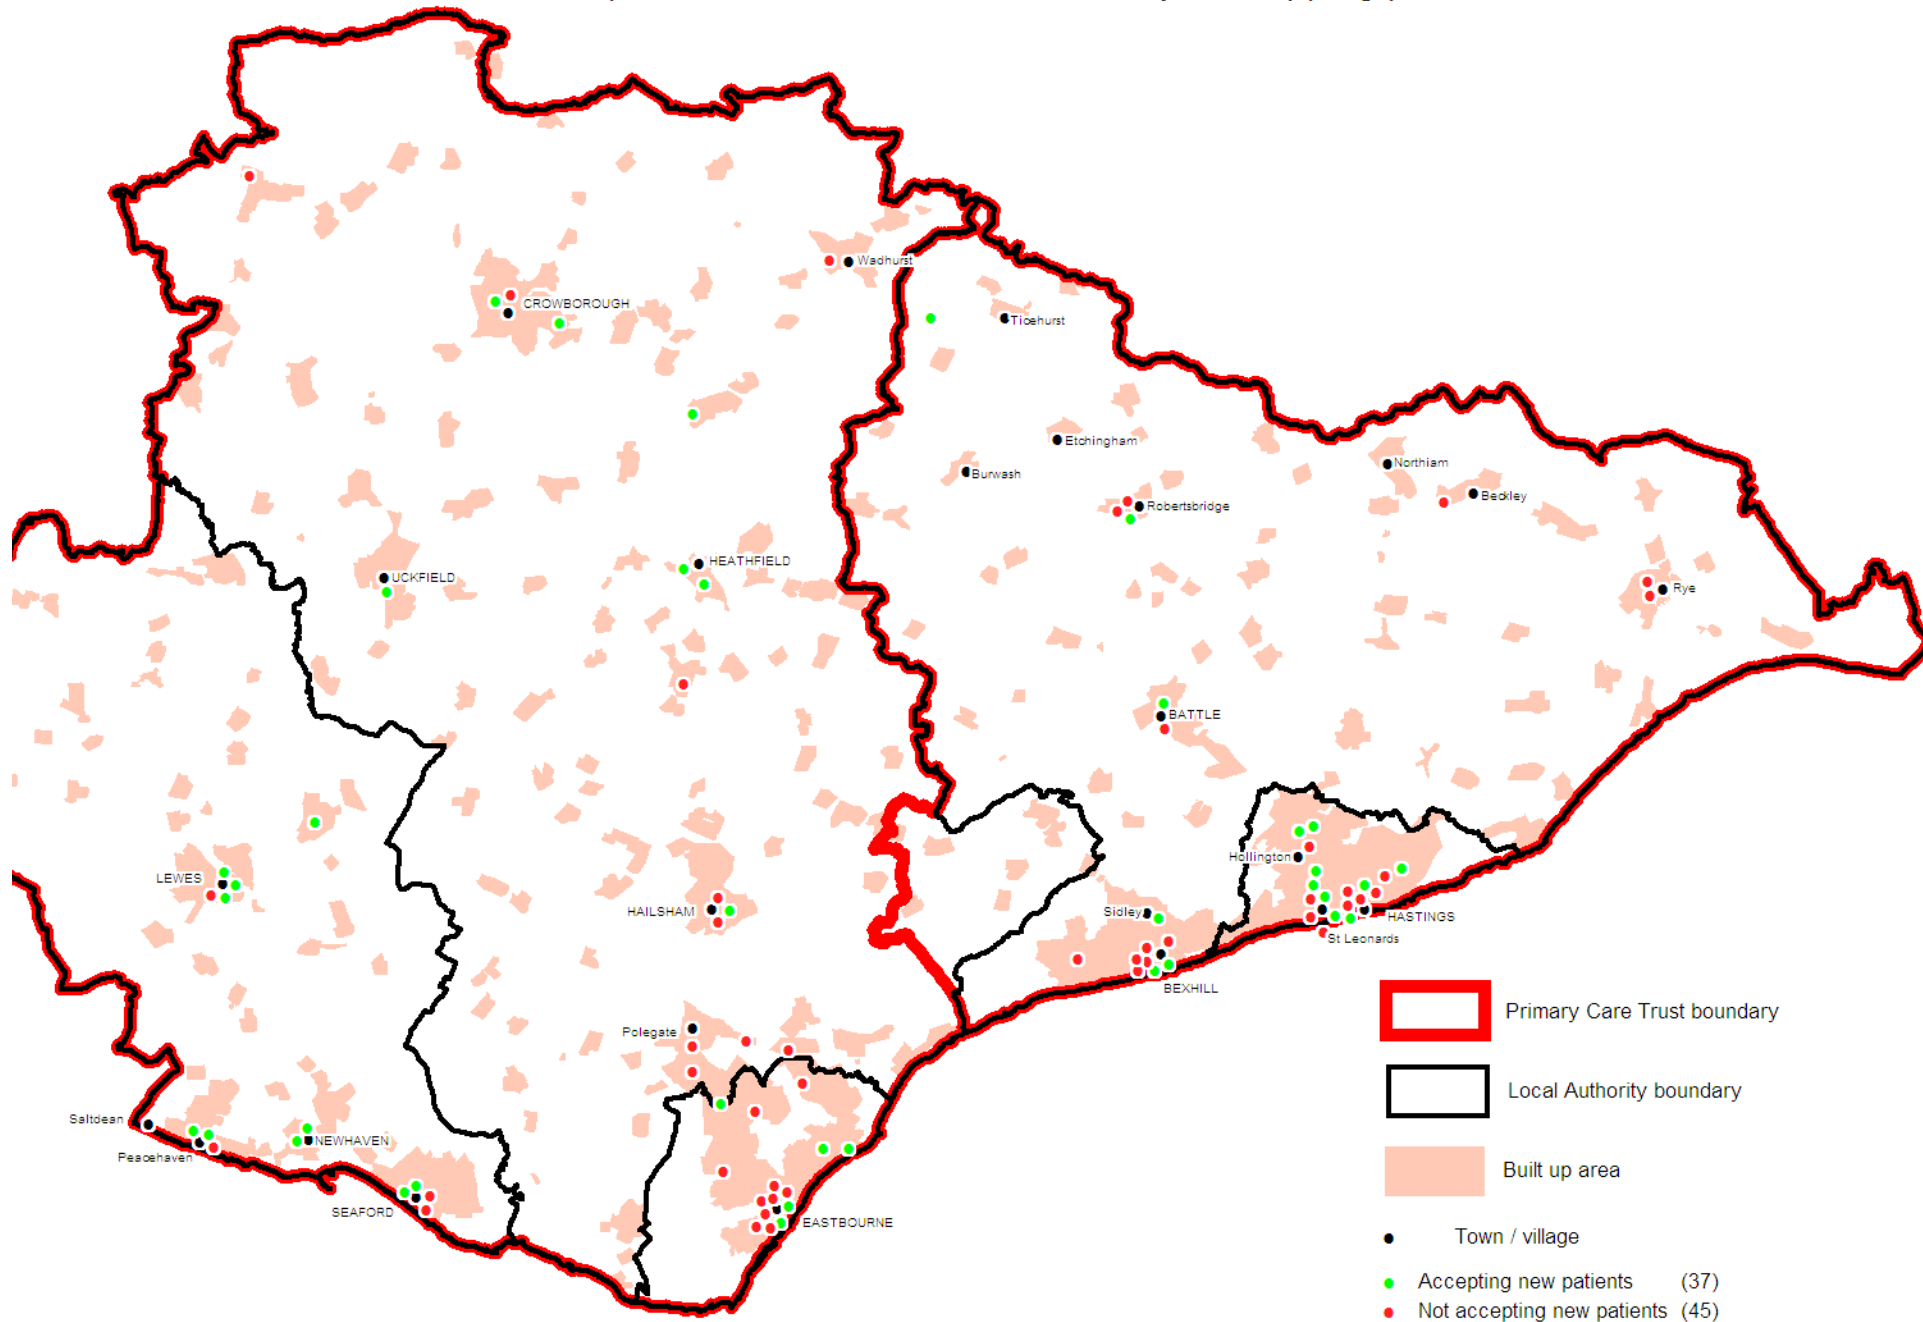 Wadhurst
CROWBOROUGH
Ticehurst
Etchingham
Burwash
Northiam
Beckley
Robertsbridge
HEATHFIELD
UCKFIELD
Rye
BATTLE
Hollington
LEWES
HAILSHAM
Sidley
HASTINGS
St Leonards
BEXHILL
Polegate
Saltdean
NEWHAVEN
Peacehaven
SEAFORD
EASTBOURNE
Primary Care Trust boundary
Local Authority boundary
Built up area
Town / village
Accepting new patients (37)
Not accepting new patients (45)